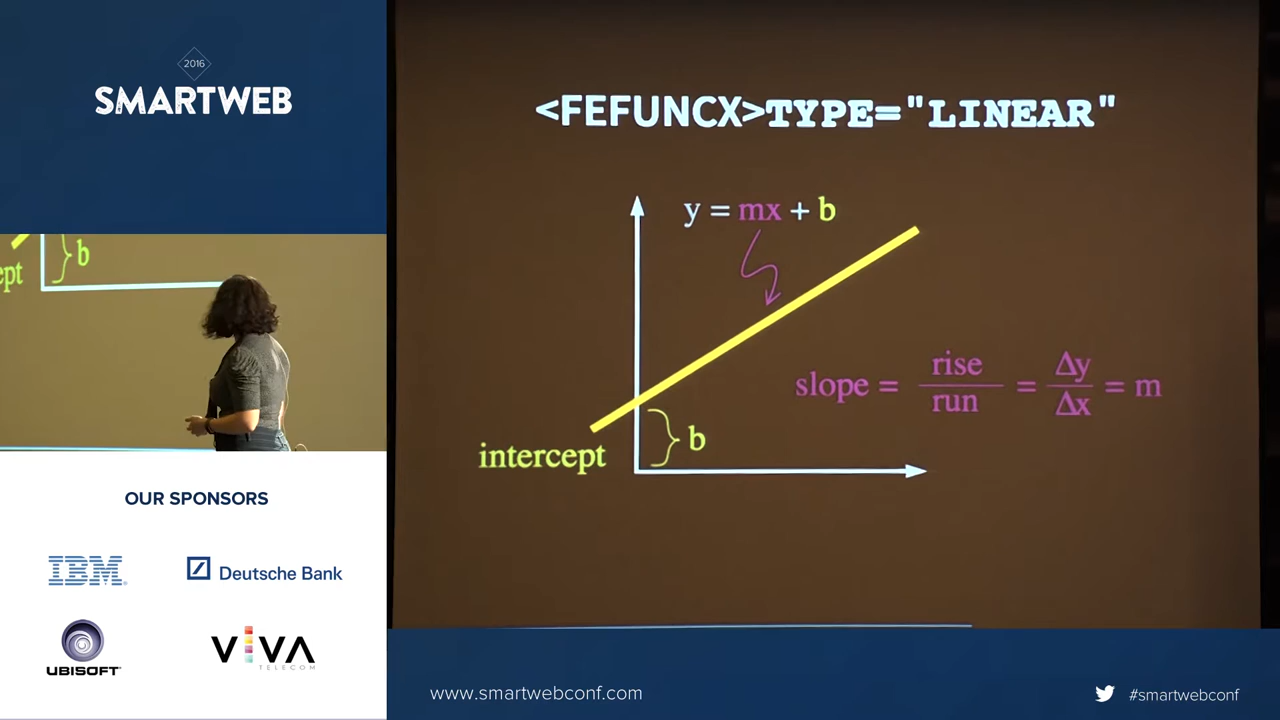 2016
SMARTWEB
ept
b
OUR SPONSORS
IBM
Deutsche Bank
UBISOFT
VIVA
TELECOM
<FEFUNCX>TYPE="LINEAR"
y = mx + b
slope = rise/run = Δy/Δx = m
b
intercept
www.smartwebconf.com
#smartwebconf